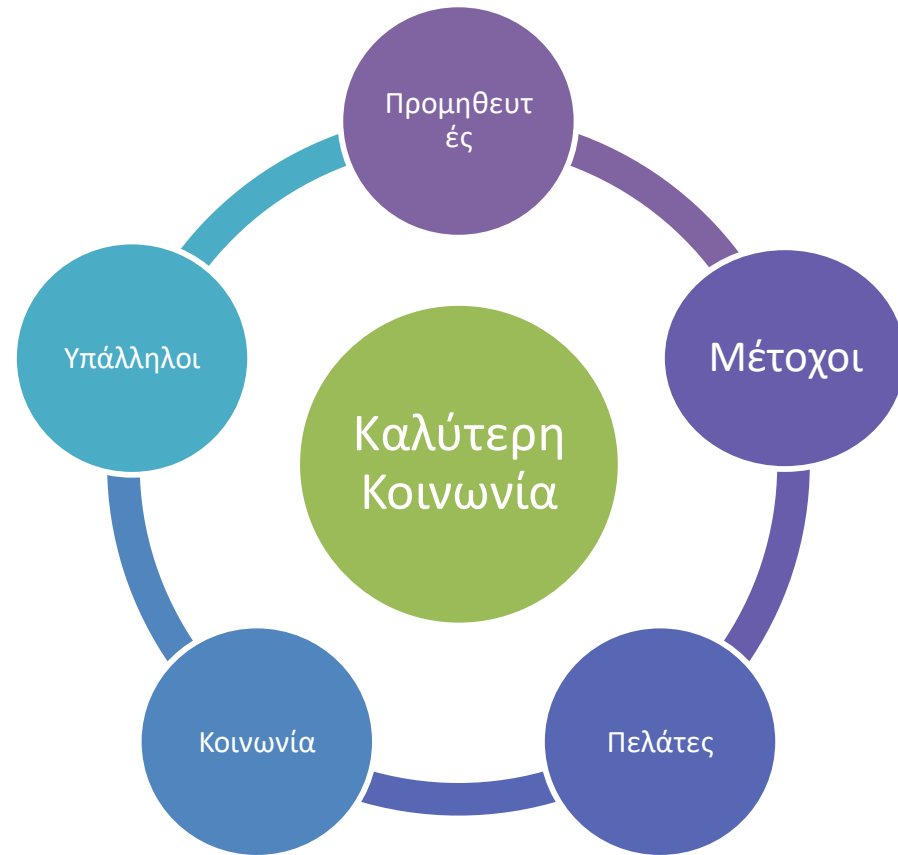 Προμηθευτ
ές
Υπάλληλοι
Μέτοχοι
Καλύτερη
Κοινωνία
Κοινωνία
Πελάτες